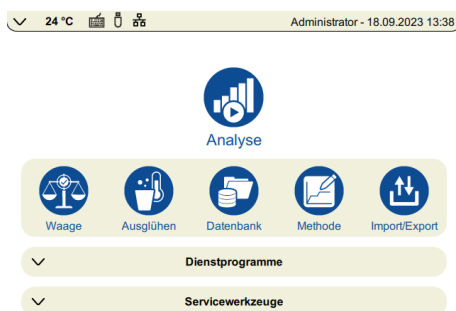 24 °C Administrator - 18.09.2023 13:38
Analyse
Waage Ausglühen Datenbank Methode Import/Export
Dienstprogramme
Servicewerkzeuge